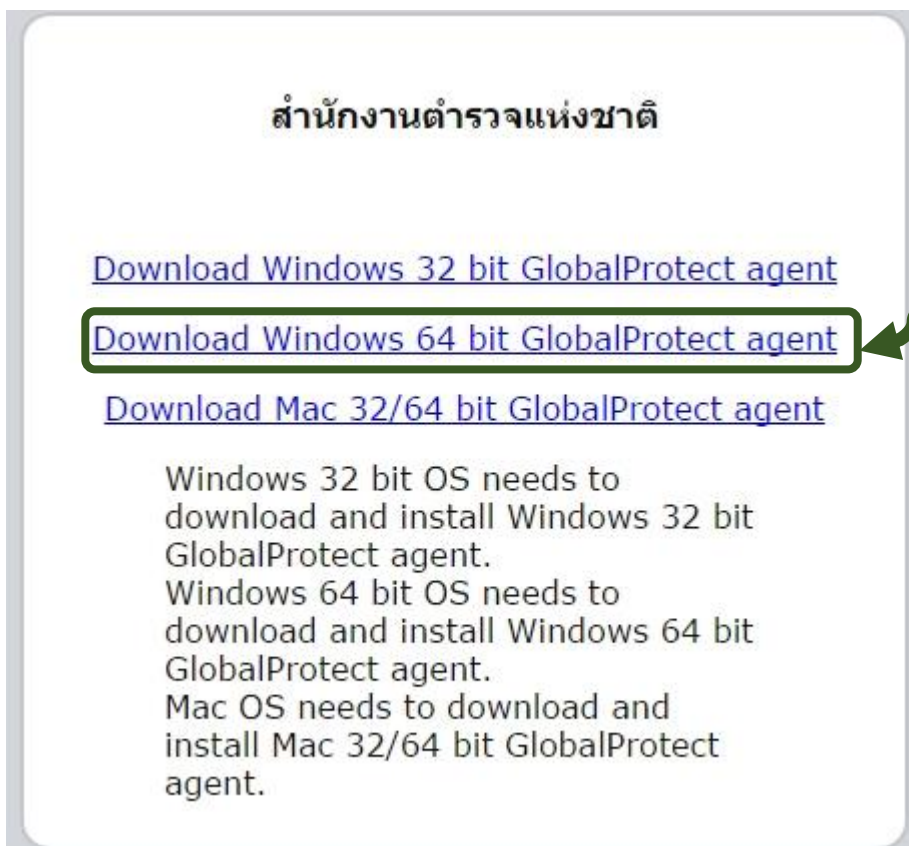 สำนักงานตำรวจแห่งชาติ
Download Windows 32 bit GlobalProtect agent
Download Windows 64 bit GlobalProtect agent
Download Mac 32/64 bit GlobalProtect agent
Windows 32 bit OS needs to
download and install Windows 32 bit
GlobalProtect agent.
Windows 64 bit OS needs to
download and install Windows 64 bit
GlobalProtect agent.
Mac OS needs to download and
install Mac 32/64 bit GlobalProtect
agent.